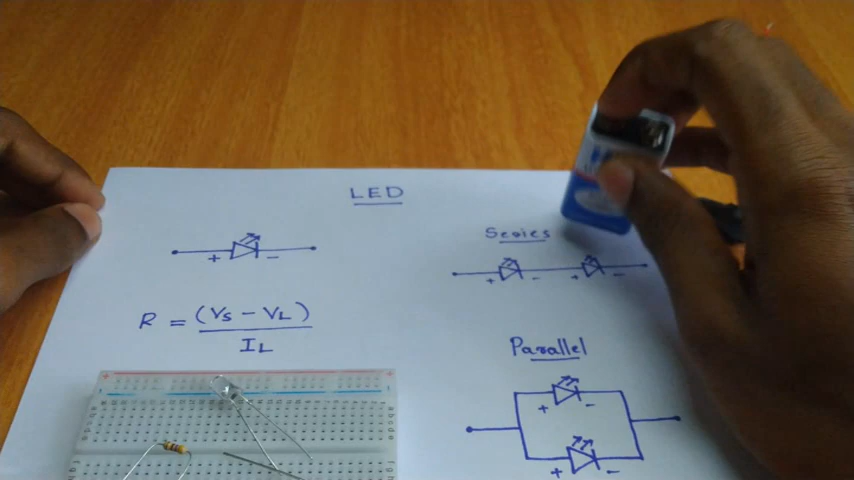 LED
+ −
R = (VS − VL)
IL
Series
+ − + −
Parallel
+ −
+ −